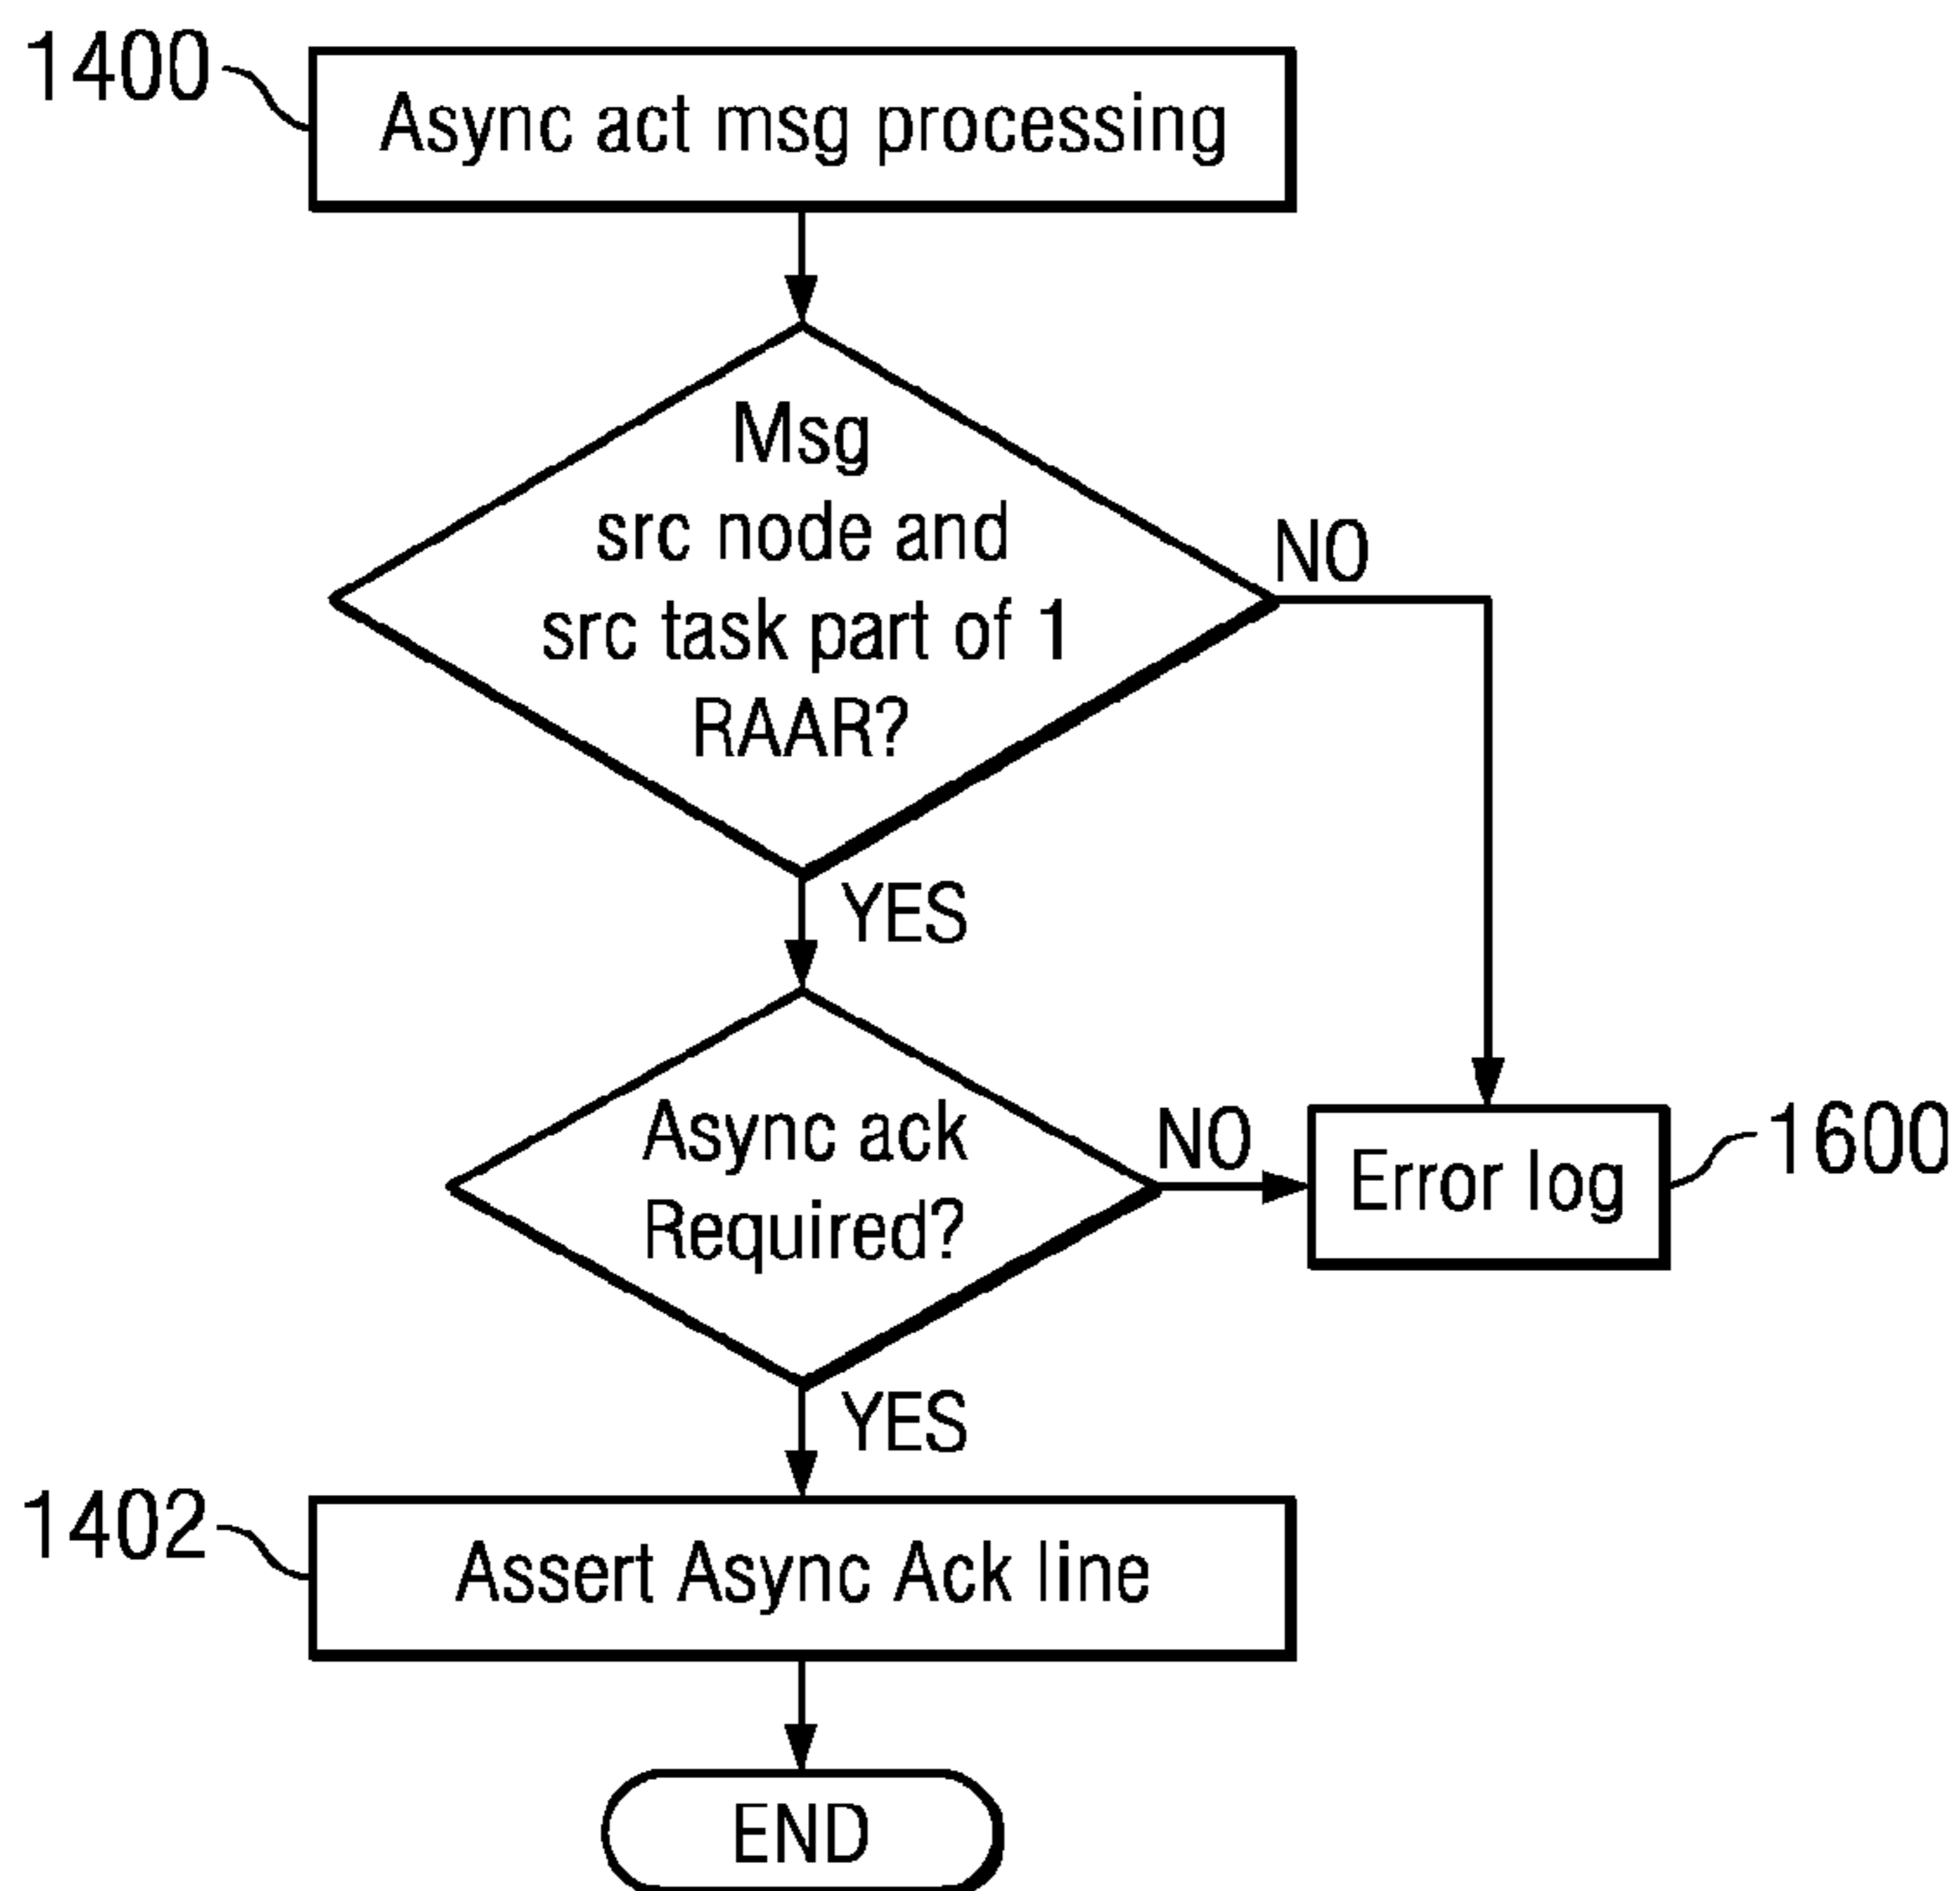 1400
Async act msg processing
Msg
src node and
src task part of 1
RAAR?
NO
YES
Async ack
Required?
NO
Error log
1600
YES
1402
Assert Async Ack line
END